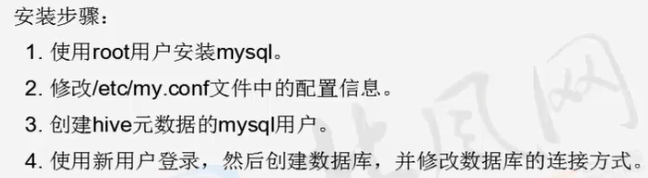 安装步骤：
1. 使用root用户安装mysql。
2. 修改/etc/my.conf文件中的配置信息。
3. 创建hive元数据的mysql用户。
4. 使用新用户登录，然后创建数据库，并修改数据库的连接方式。
北风网